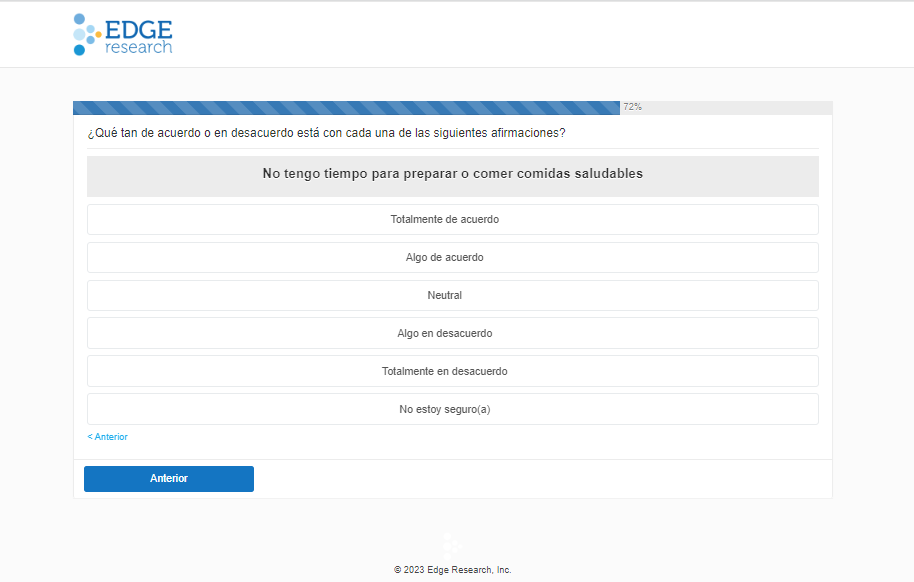 EDGE
research
72%
¿Qué tan de acuerdo o en desacuerdo está con cada una de las siguientes afirmaciones?
No tengo tiempo para preparar o comer comidas saludables
Totalmente de acuerdo
Algo de acuerdo
Neutral
Algo en desacuerdo
Totalmente en desacuerdo
No estoy seguro(a)
< Anterior
Anterior
© 2023 Edge Research, Inc.